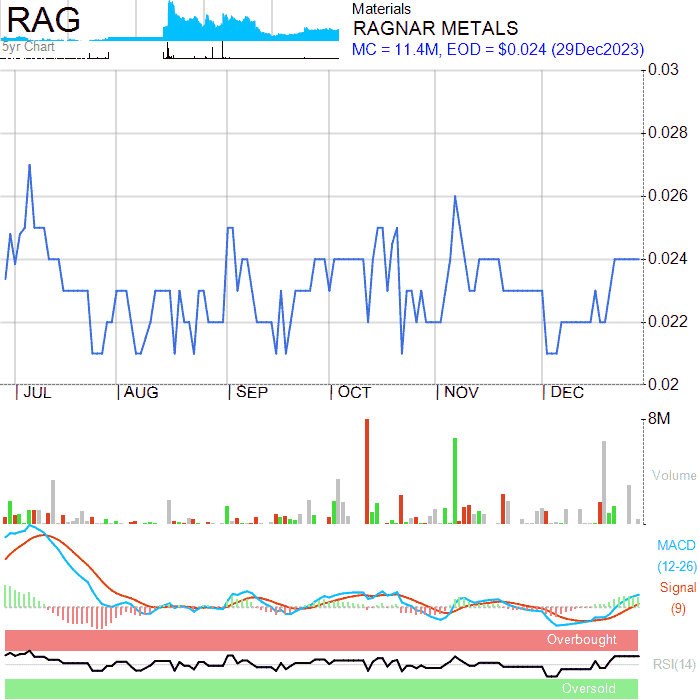 RAG
5yr Chart
Materials
RAGNAR METALS
MC = 11.4M, EOD = $0.024 (29Dec2023)
0.03
0.028
0.026
0.024
0.022
0.02
JUL AUG SEP OCT NOV DEC
8M
Volume
MACD
(12-26)
Signal
(9)
Overbought
RSI(14)
Oversold